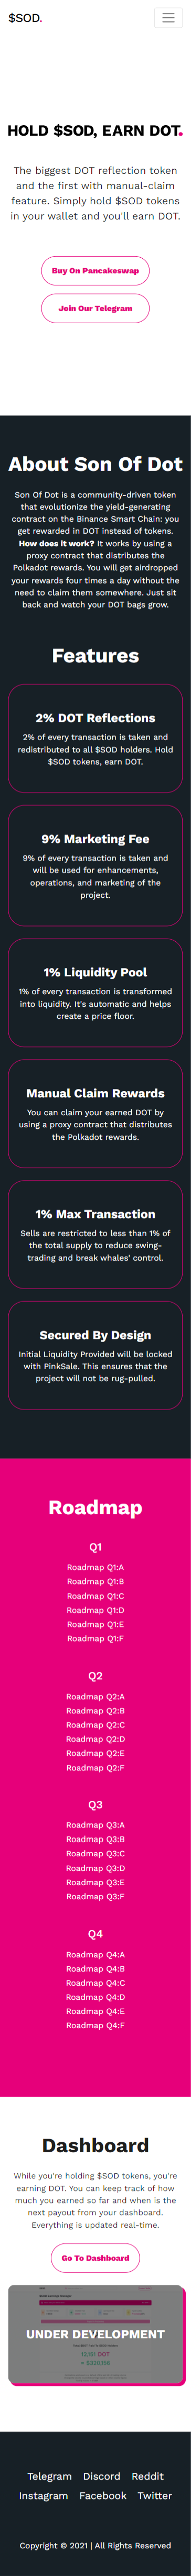 $SOD.
HOLD $SOD, EARN DOT.
The biggest DOT reflection token
and the first with manual-claim
feature. Simply hold $SOD tokens
in your wallet and you'll earn DOT.
Buy On Pancakeswap
Join Our Telegram
About Son Of Dot
Son Of Dot is a community-driven token
that evolutionize the yield-generating
contract on the Binance Smart Chain: you
get rewarded in DOT instead of tokens.
How does it work? It works by using a
proxy contract that distributes the
Polkadot rewards. You will get airdropped
your rewards four times a day without the
need to claim them somewhere. Just sit
back and watch your DOT bags grow.
Features
2% DOT Reflections
2% of every transaction is taken and
redistributed to all $SOD holders. Hold
$SOD tokens, earn DOT.
9% Marketing Fee
9% of every transaction is taken and
will be used for enhancements,
operations, and marketing of the
project.
1% Liquidity Pool
1% of every transaction is transformed
into liquidity. It's automatic and helps
create a price floor.
Manual Claim Rewards
You can claim your earned DOT by
using a proxy contract that distributes
the Polkadot rewards.
1% Max Transaction
Sells are restricted to less than 1% of
the total supply to reduce swing-
trading and break whales' control.
Secured By Design
Initial Liquidity Provided will be locked
with PinkSale. This ensures that the
project will not be rug-pulled.
Roadmap
Q1
Roadmap Q1:A
Roadmap Q1:B
Roadmap Q1:C
Roadmap Q1:D
Roadmap Q1:E
Roadmap Q1:F
Q2
Roadmap Q2:A
Roadmap Q2:B
Roadmap Q2:C
Roadmap Q2:D
Roadmap Q2:E
Roadmap Q2:F
Q3
Roadmap Q3:A
Roadmap Q3:B
Roadmap Q3:C
Roadmap Q3:D
Roadmap Q3:E
Roadmap Q3:F
Q4
Roadmap Q4:A
Roadmap Q4:B
Roadmap Q4:C
Roadmap Q4:D
Roadmap Q4:E
Roadmap Q4:F
Dashboard
While you're holding $SOD tokens, you're
earning DOT. You can keep track of how
much you earned so far and when is the
next payout from your dashboard.
Everything is updated real-time.
Go To Dashboard
UNDER DEVELOPMENT
Telegram Discord Reddit
Instagram Facebook Twitter
Copyright © 2021 | All Rights Reserved